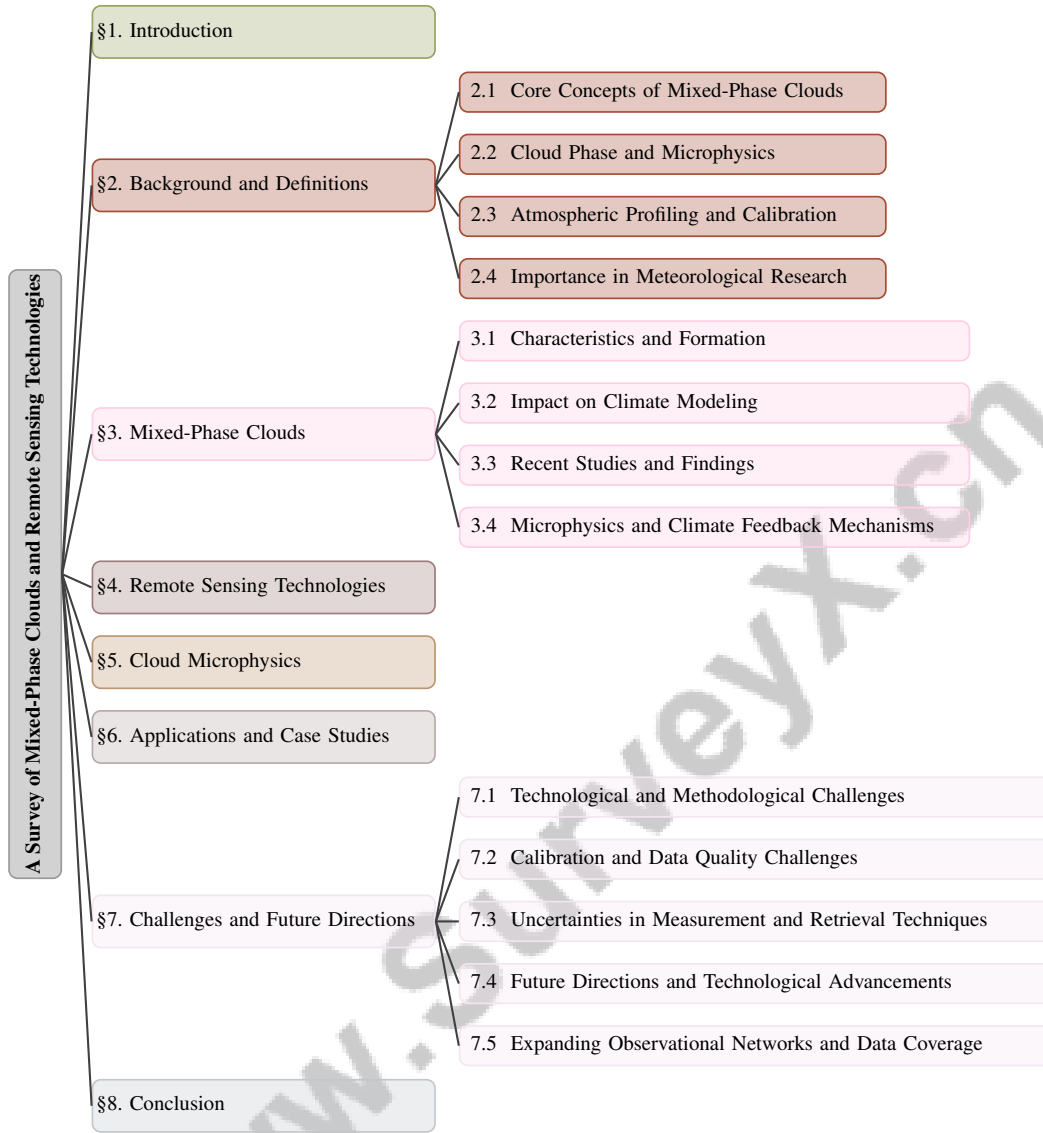 A Survey of Mixed-Phase Clouds and Remote Sensing Technologies
§1. Introduction
§2. Background and Definitions
2.1 Core Concepts of Mixed-Phase Clouds
2.2 Cloud Phase and Microphysics
2.3 Atmospheric Profiling and Calibration
2.4 Importance in Meteorological Research
§3. Mixed-Phase Clouds
3.1 Characteristics and Formation
3.2 Impact on Climate Modeling
3.3 Recent Studies and Findings
3.4 Microphysics and Climate Feedback Mechanisms
§4. Remote Sensing Technologies
§5. Cloud Microphysics
§6. Applications and Case Studies
§7. Challenges and Future Directions
7.1 Technological and Methodological Challenges
7.2 Calibration and Data Quality Challenges
7.3 Uncertainties in Measurement and Retrieval Techniques
7.4 Future Directions and Technological Advancements
7.5 Expanding Observational Networks and Data Coverage
§8. Conclusion
www.SurveyX.cn